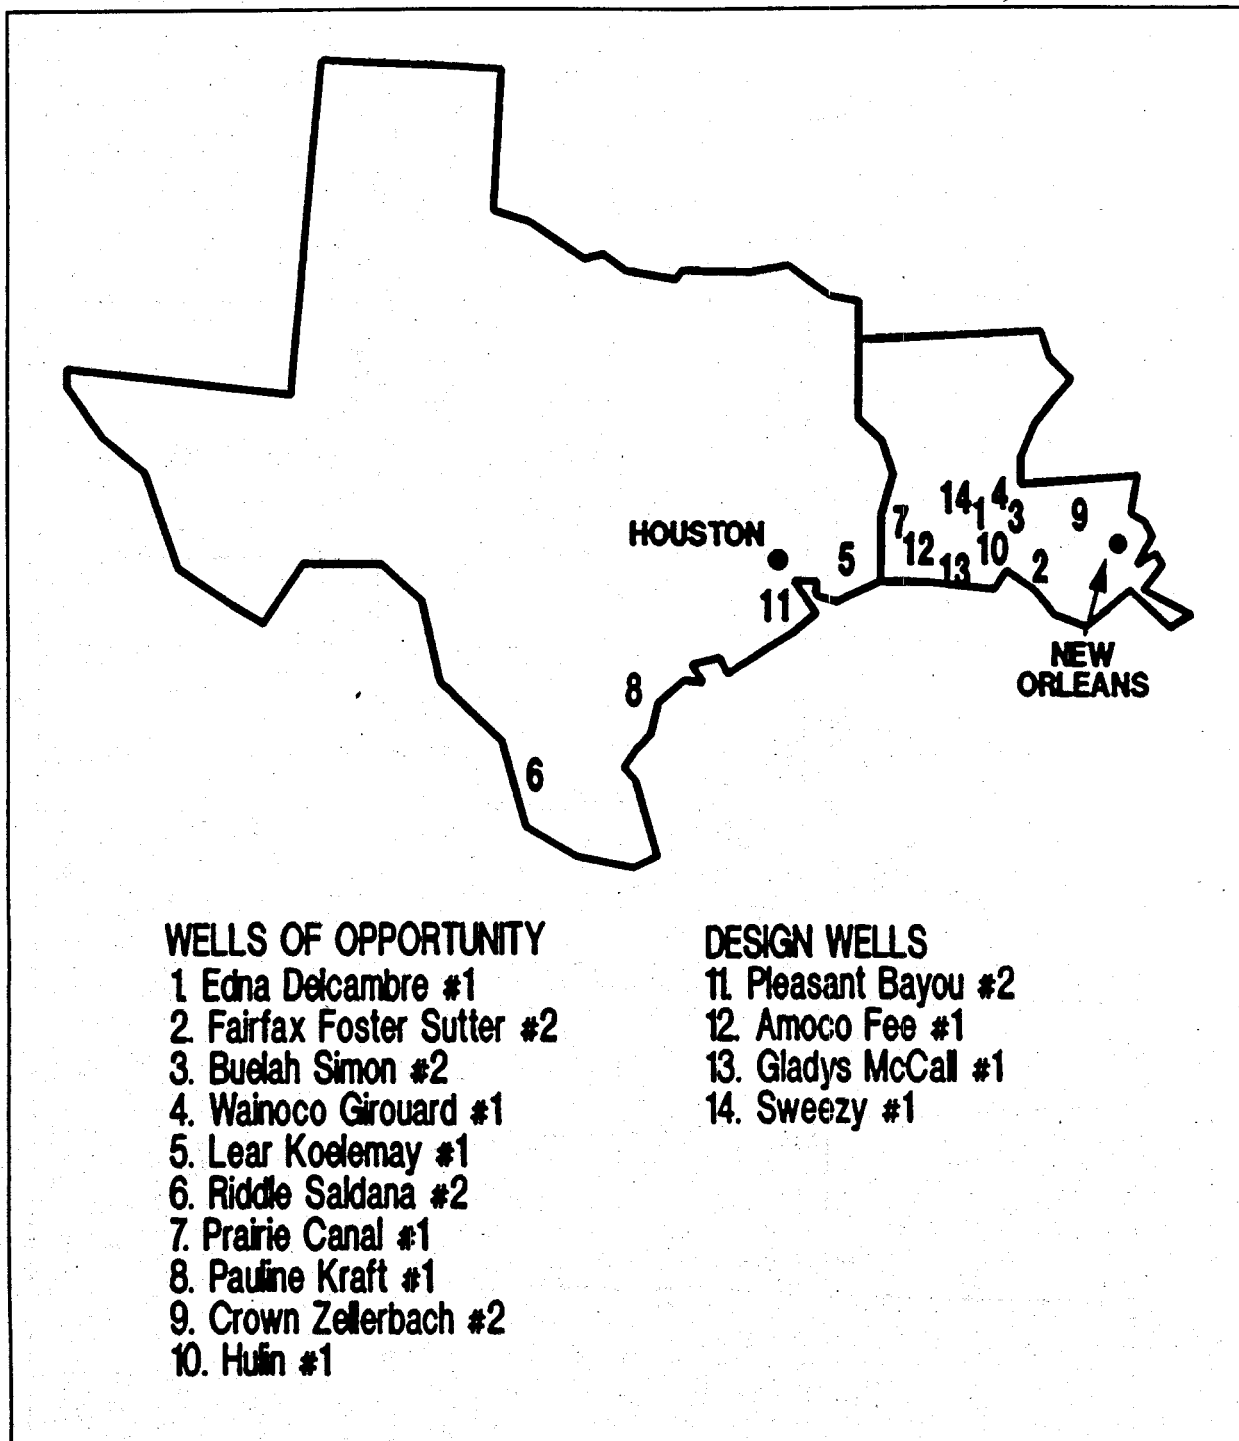 14
4
1
3
9
7
HOUSTON
12
10
5
13
2
11
NEW
ORLEANS
8
6
WELLS OF OPPORTUNITY
1 Edna Delcambre #1
2. Fairfax Foster Sutter #2
3. Buelah Simon #2
4. Wainoco Girouard #1
5. Lear Koelemay #1
6. Riddle Saldana #2
7. Prairie Canal #1
8. Pauline Kraft #1
9. Crown Zellerbach #2
10. Hulin #1
DESIGN WELLS
11. Pleasant Bayou #2
12. Amoco Fee #1
13. Gladys McCall #1
14. Sweezy #1